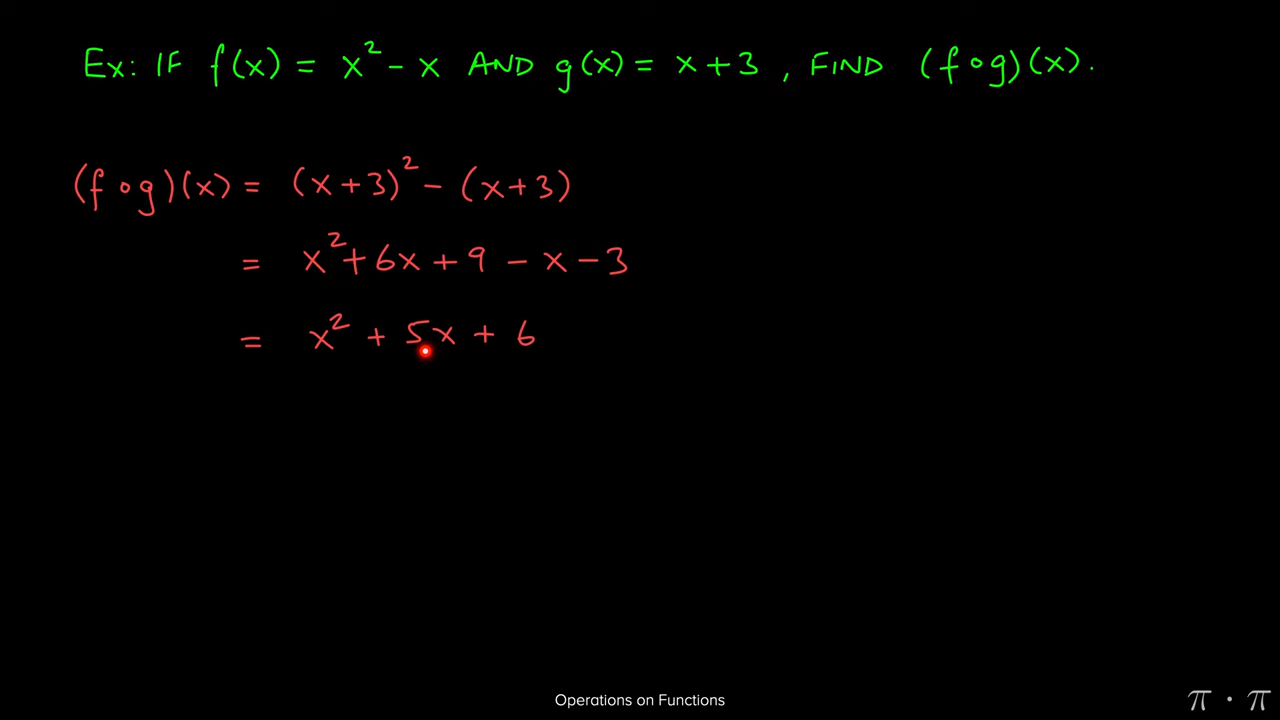 Ex: IF f(x) = x² - x AND g(x) = x + 3 , FIND (f∘g)(x).
(f∘g)(x) = (x+3)² - (x+3)
= x² + 6x + 9 - x - 3
= x² + 5x + 6
Operations on Functions
π · π